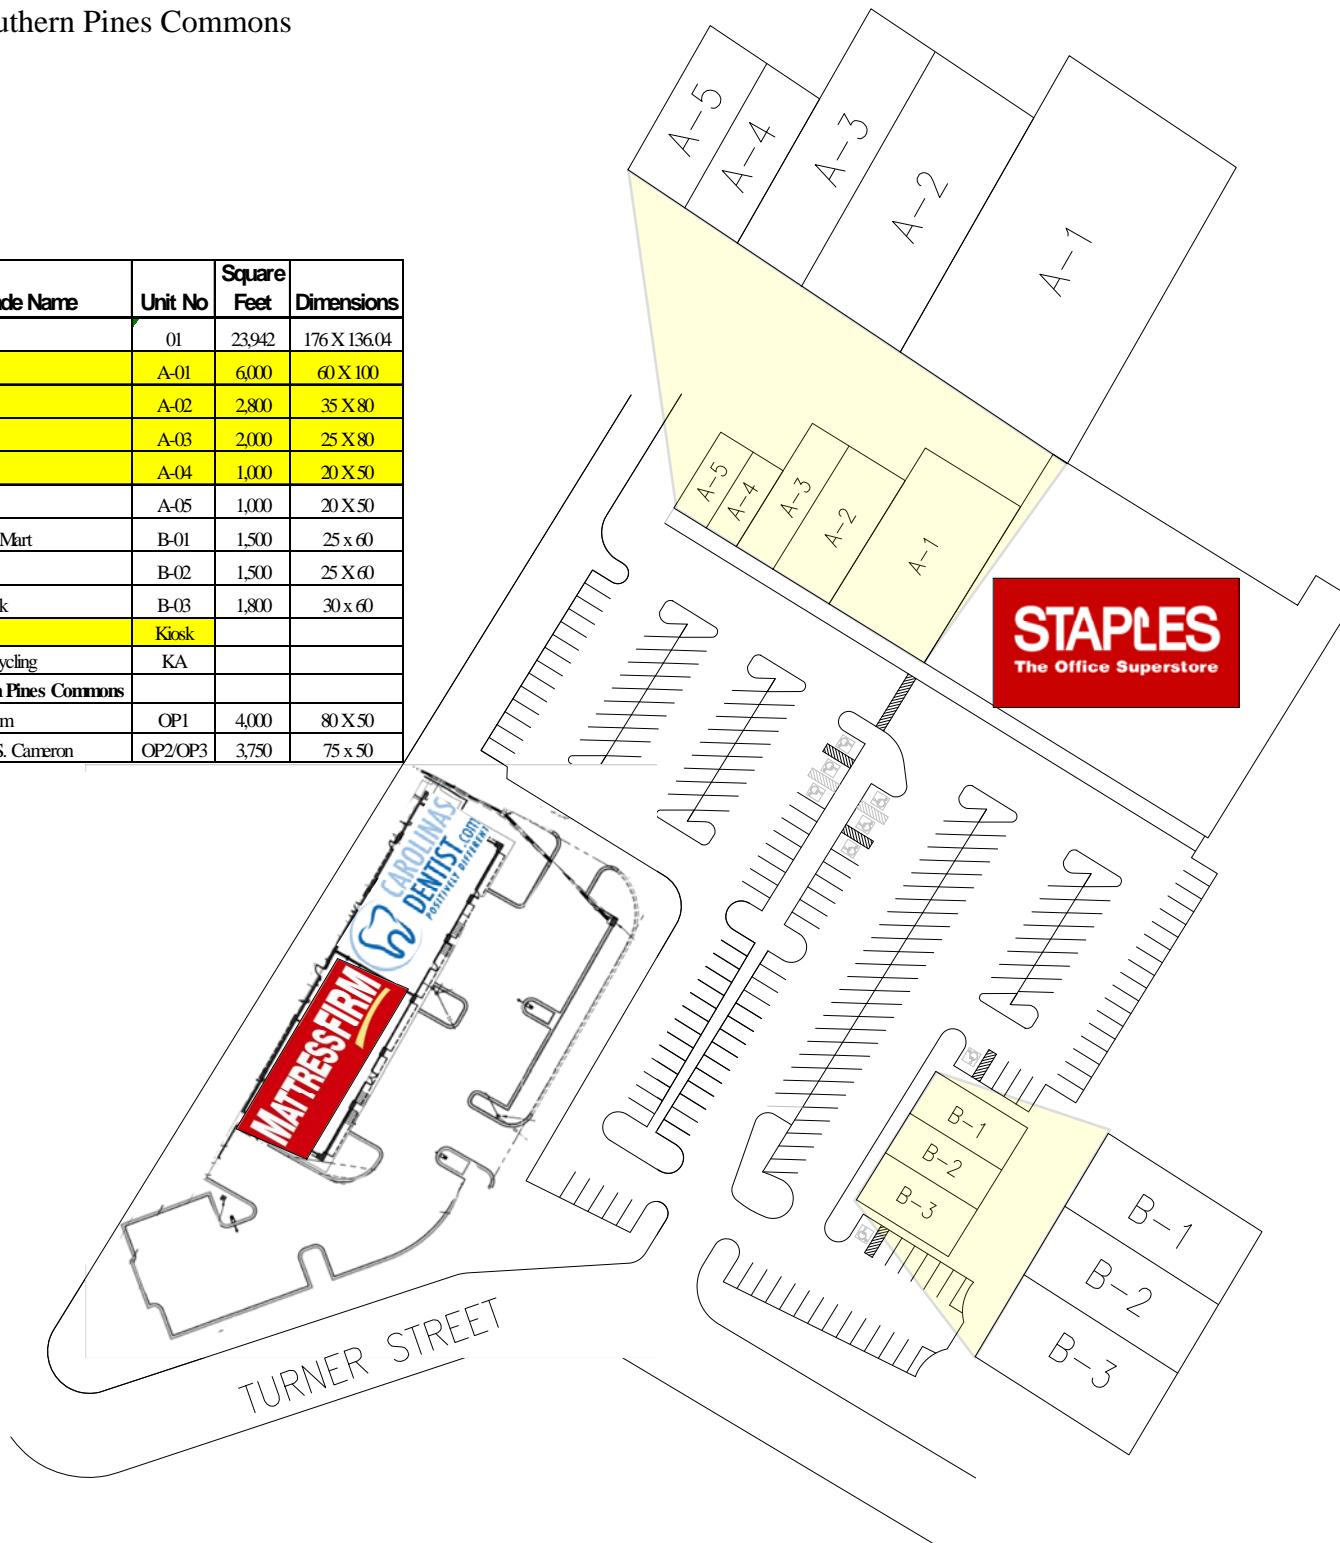 uthern Pines Commons
de Name Unit No Square Feet Dimensions
01 23,942 176 X 136.04
A-01 6,000 60 X 100
A-02 2,800 35 X 80
A-03 2,000 25 X 80
A-04 1,000 20 X 50
A-05 1,000 20 X 50
Mart B-01 1,500 25 x 60
B-02 1,500 25 X 60
k B-03 1,800 30 x 60
Kiosk
ycling KA
n Pines Commons
m OP1 4,000 80 X 50
S. Cameron OP2/OP3 3,750 75 x 50
A-5
A-4
A-3
A-2
A-1
A-5
A-4
A-3
A-2
A-1
STAPLES
The Office Superstore
CAROLINAS
DENTIST.com
POSITIVELY DIFFERENT
MATTRESSFIRM
B-1
B-2
B-3
B-1
B-2
B-3
TURNER STREET